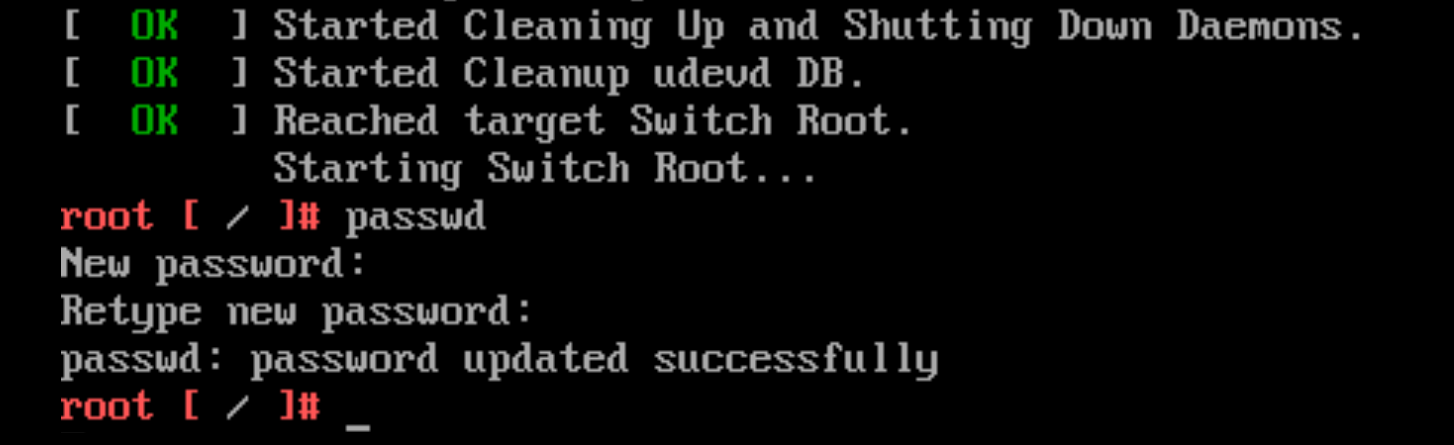 [  OK  ] Started Cleaning Up and Shutting Down Daemons.
[  OK  ] Started Cleanup udevd DB.
[  OK  ] Reached target Switch Root.
         Starting Switch Root...
root [ / ]# passwd
New password:
Retype new password:
passwd: password updated successfully
root [ / ]# _